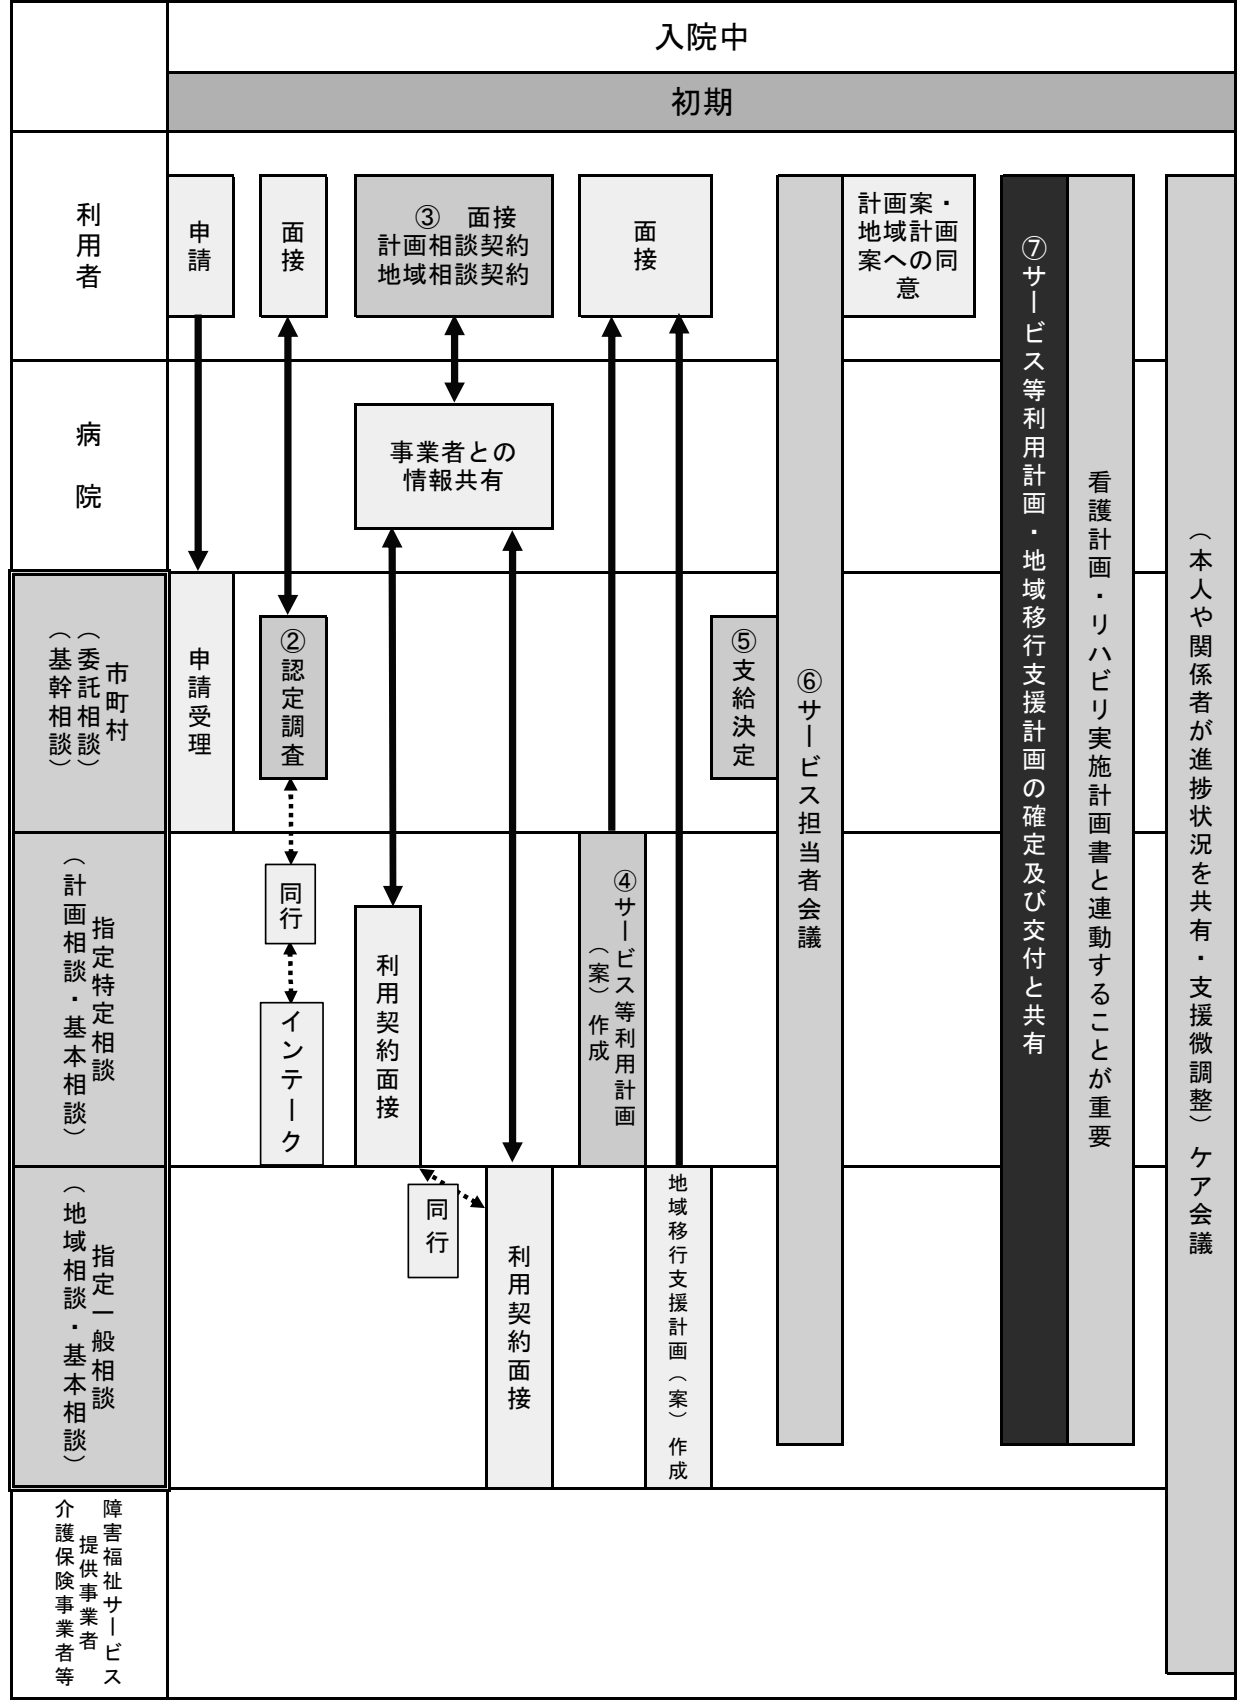 入院中
初期
利用者
申請
面接
③ 面接
計画相談契約
地域相談契約
面接
計画案・
地域計画
案への同
意
病院
事業者との
情報共有
市町村
（委託相談）
（基幹相談）
申請受理
②認定調査
⑤支給決定
⑥サービス担当者会議
⑦サービス等利用計画・地域移行支援計画の確定及び交付と共有
看護計画・リハビリ実施計画書と連動することが重要
（本人や関係者が進捗状況を共有・支援微調整）ケア会議
指定特定相談
（計画相談・基本相談）
同行
インテーク
利用契約面接
④サービス等利用計画
（案）作成
指定一般相談
（地域相談・基本相談）
同行
利用契約面接
地域移行支援計画（案）作成
障害福祉サービス
提供事業者
介護保険事業者等